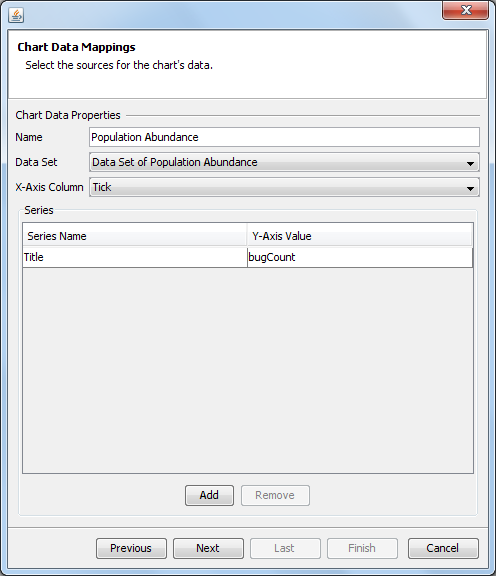 Chart Data Mappings
Select the sources for the chart's data.
Chart Data Properties
Name Population Abundance
Data Set Data Set of Population Abundance
X-Axis Column Tick
Series
Series Name Y-Axis Value
Title bugCount
Add Remove
Previous Next Last Finish Cancel